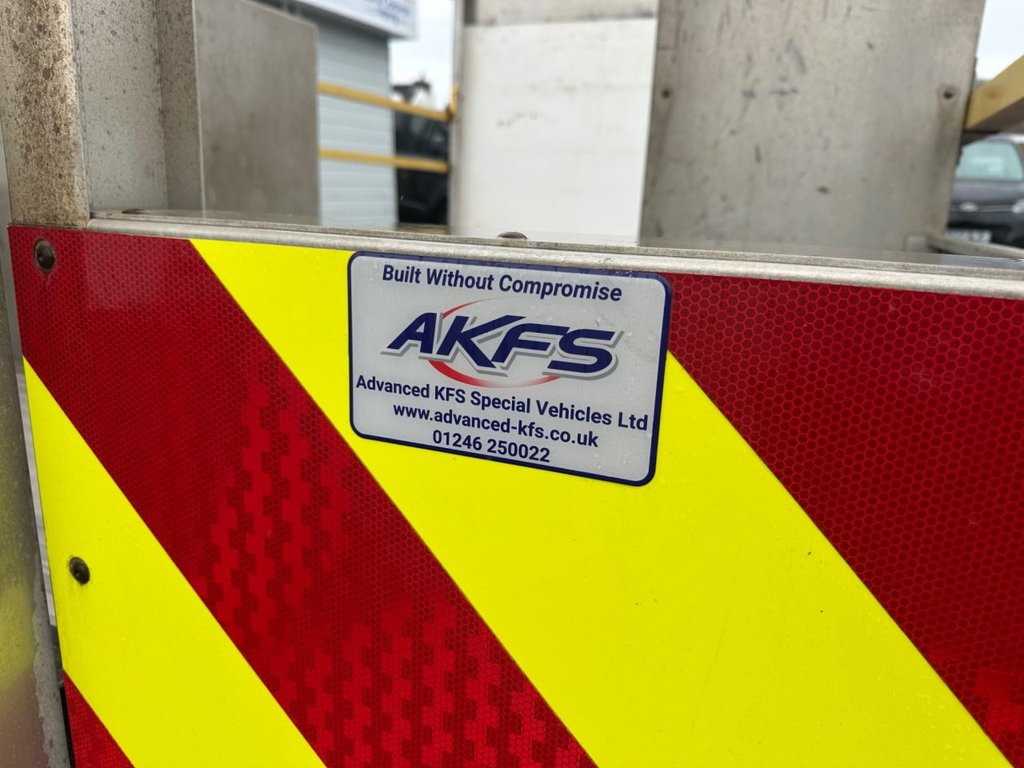 Built Without Compromise
AKFS
Advanced KFS Special Vehicles Ltd
www.advanced-kfs.co.uk
01246 250022